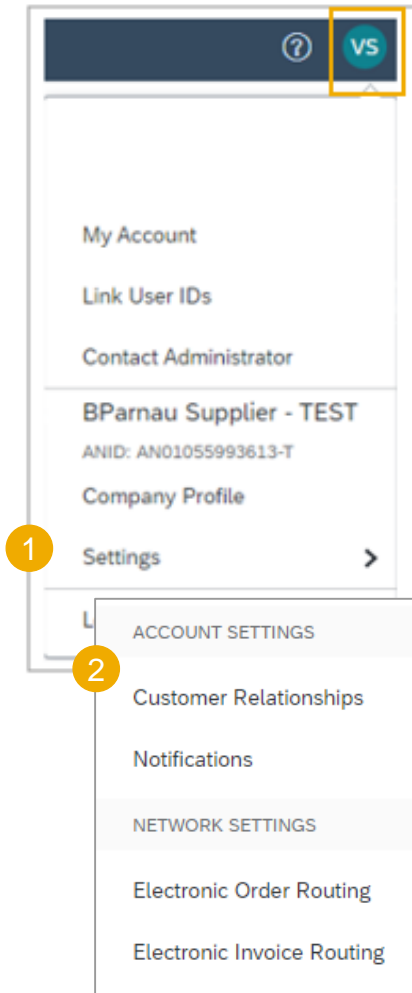 ? VS
My Account
Link User IDs
Contact Administrator
BParnau Supplier - TEST
ANID: AN01055993613-T
Company Profile
1 Settings >
L
2 ACCOUNT SETTINGS
Customer Relationships
Notifications
NETWORK SETTINGS
Electronic Order Routing
Electronic Invoice Routing